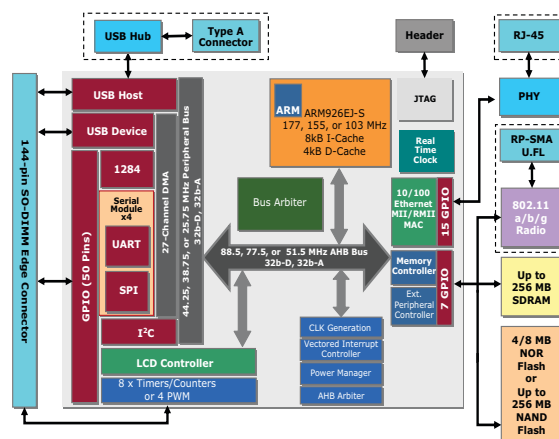 USB Hub
Type A
Connector
Header
RJ-45
USB Host
ARM
ARM926EJ-S
177, 155, or 103 MHz
8kB I-Cache
4kB D-Cache
JTAG
PHY
USB Device
Real
Time
Clock
RP-SMA
U.FL
144-pin SO-DIMM Edge Connector
GPIO (50 Pins)
1284
Serial
Module
x4
UART
SPI
I²C
27-Channel DMA
44.25, 38.75, or 25.75 MHz Peripheral Bus
32b-D, 32b-A
Bus Arbiter
10/100
Ethernet
MII/RMII
MAC
15 GPIO
802.11
a/b/g
Radio
88.5, 77.5, or 51.5 MHz AHB Bus
32b-D, 32b-A
Memory
Controller
Ext.
Peripheral
Controller
7 GPIO
Up to
256 MB
SDRAM
LCD Controller
8 x Timers/Counters
or 4 PWM
CLK Generation
Vectored Interrupt
Controller
Power Manager
AHB Arbiter
4/8 MB
NOR
Flash
or
Up to
256 MB
NAND
Flash